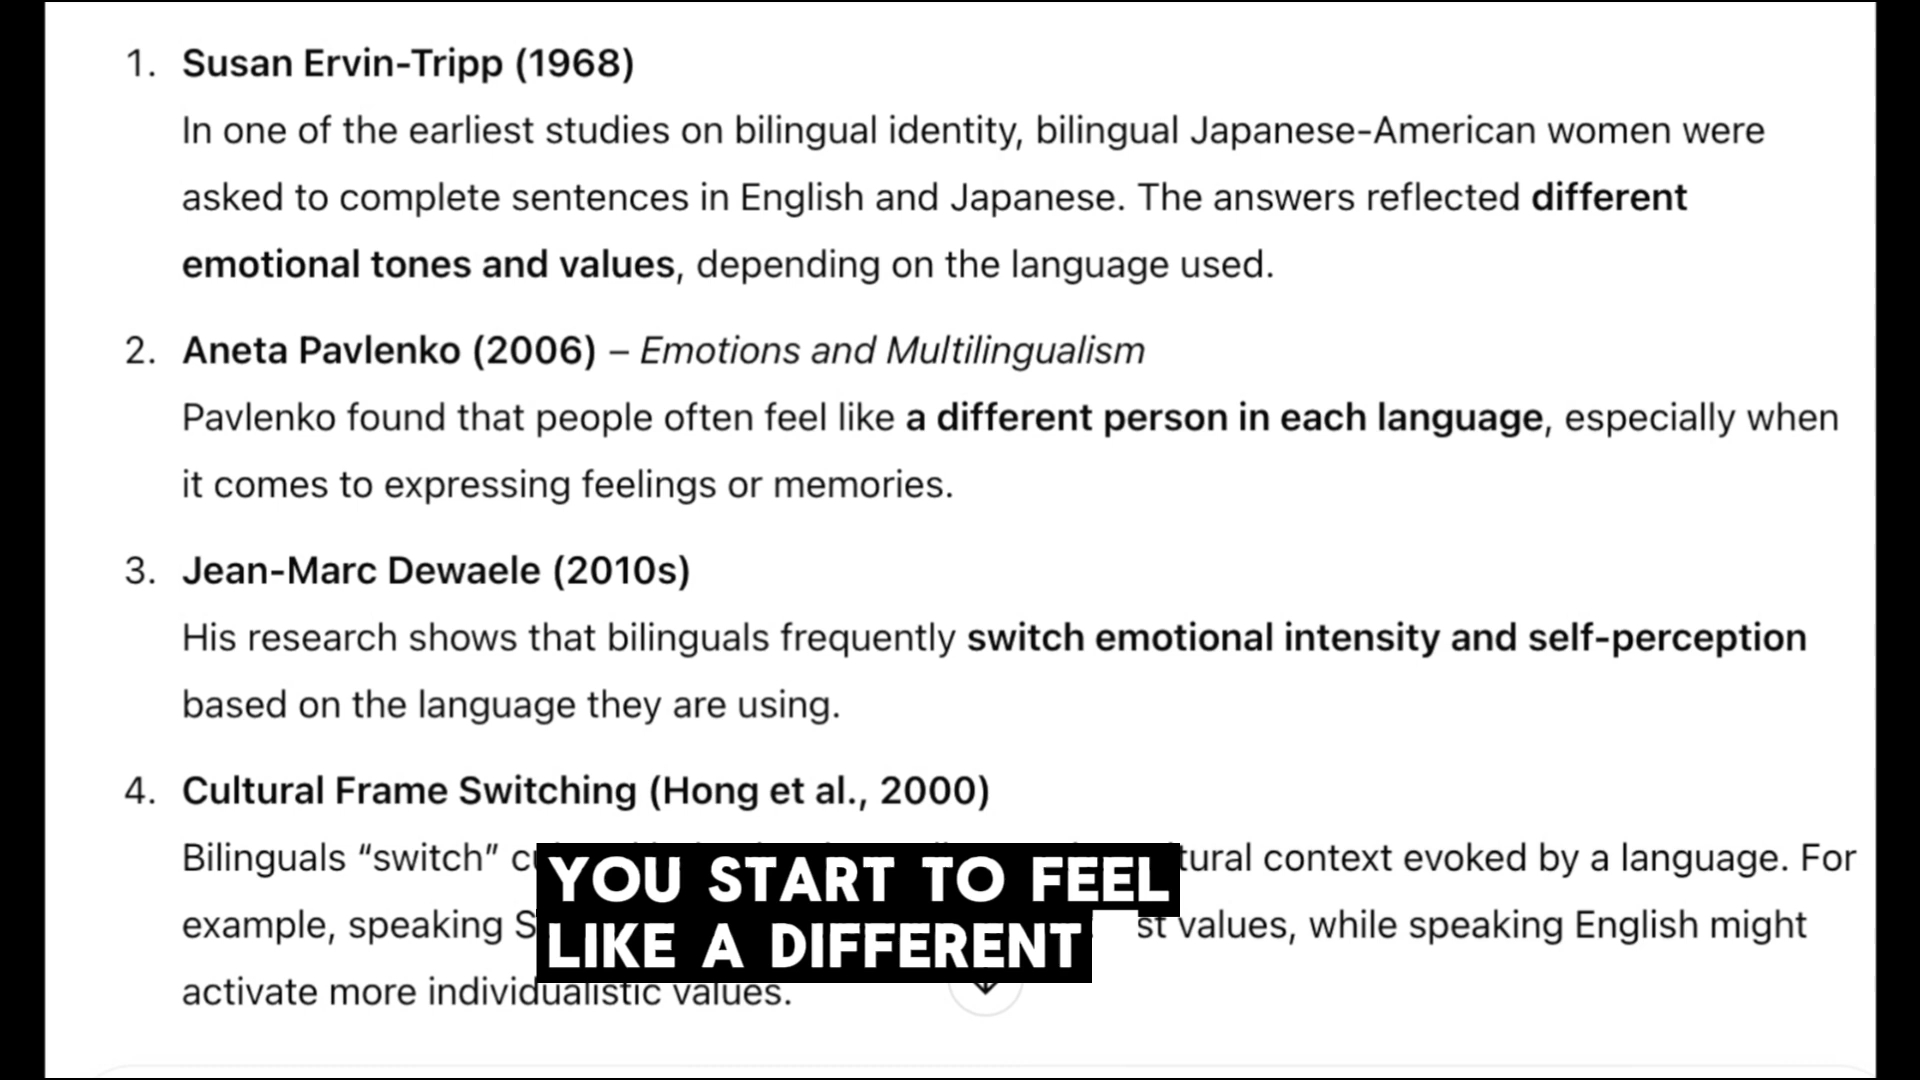 1. Susan Ervin-Tripp (1968)
In one of the earliest studies on bilingual identity, bilingual Japanese-American women were
asked to complete sentences in English and Japanese. The answers reflected different
emotional tones and values, depending on the language used.
2. Aneta Pavlenko (2006) – Emotions and Multilingualism
Pavlenko found that people often feel like a different person in each language, especially when
it comes to expressing feelings or memories.
3. Jean-Marc Dewaele (2010s)
His research shows that bilinguals frequently switch emotional intensity and self-perception
based on the language they are using.
4. Cultural Frame Switching (Hong et al., 2000)
Bilinguals “switch” context evoked by a language. For
example, speaking values, while speaking English might
activate more individualistic values.
YOU START TO FEEL
LIKE A DIFFERENT